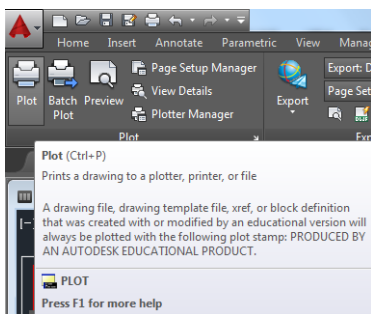 Home Insert Annotate Parametric View Mana
Page Setup Manager
Export: D
View Details
Page Set
Plot Batch Preview
Plot
Plotter Manager
Export
Plot
Exp
Plot (Ctrl+P)
Prints a drawing to a plotter, printer, or file
A drawing file, drawing template file, xref, or block definition
that was created with or modified by an educational version will
always be plotted with the following plot stamp: PRODUCED BY
AN AUTODESK EDUCATIONAL PRODUCT.
PLOT
Press F1 for more help